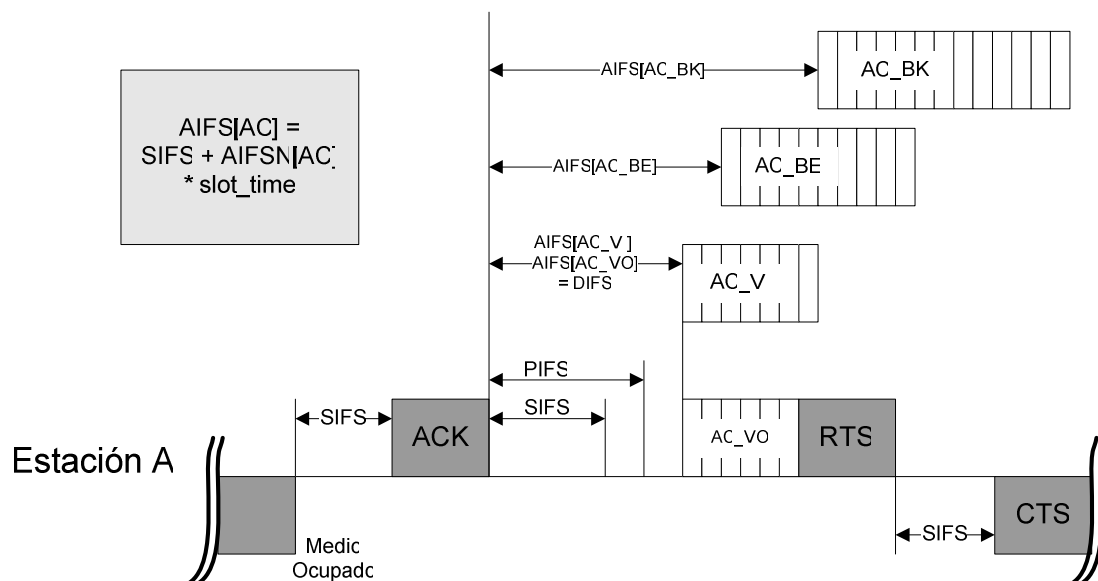 AIFS[AC_BK]
AC_BK
AIFS[AC] =
SIFS + AIFSN[AC]
* slot_time
AIFS[AC_BE]
AC_BE
AIFS[AC_V ]
AIFS[AC_VO]
= DIFS
AC_V
PIFS
SIFS
SIFS
ACK
AC_VO
RTS
Estación A
SIFS
CTS
Medio
Ocupado